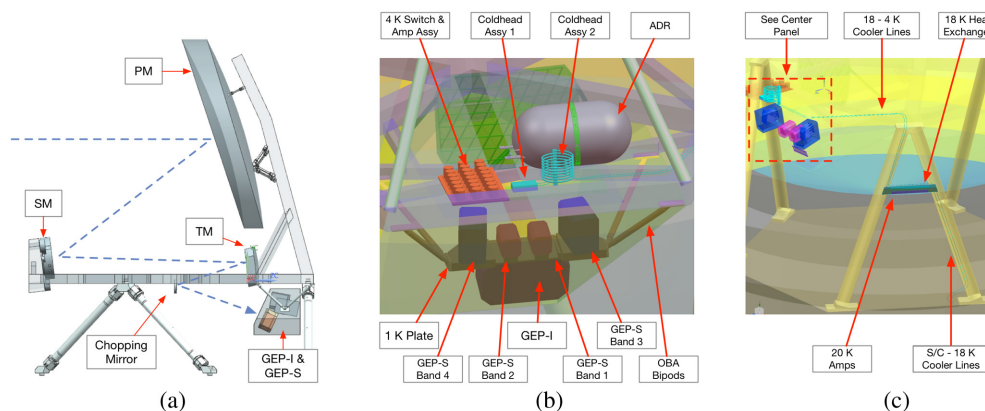 PM
SM
TM
Chopping
Mirror
GEP-I &
GEP-S
(a)
4 K Switch &
Amp Assy
Coldhead
Assy 1
Coldhead
Assy 2
ADR
1 K Plate
GEP-S
Band 4
GEP-S
Band 2
GEP-I
GEP-S
Band 1
GEP-S
Band 3
OBA
Bipods
(b)
See Center
Panel
18 - 4 K
Cooler Lines
18 K Hea
Exchange
20 K
Amps
S/C - 18 K
Cooler Lines
(c)